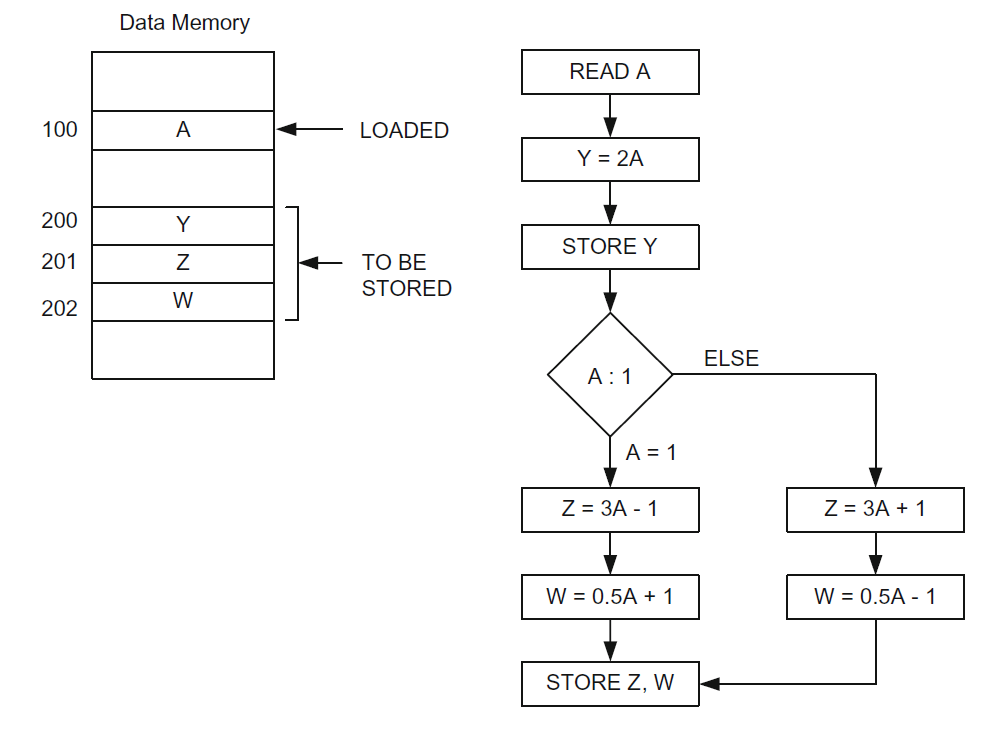 Data Memory
100
A
LOADED
200
Y
201
Z
202
W
TO BE
STORED
READ A
Y = 2A
STORE Y
A : 1
ELSE
A = 1
Z = 3A - 1
Z = 3A + 1
W = 0.5A + 1
W = 0.5A - 1
STORE Z, W